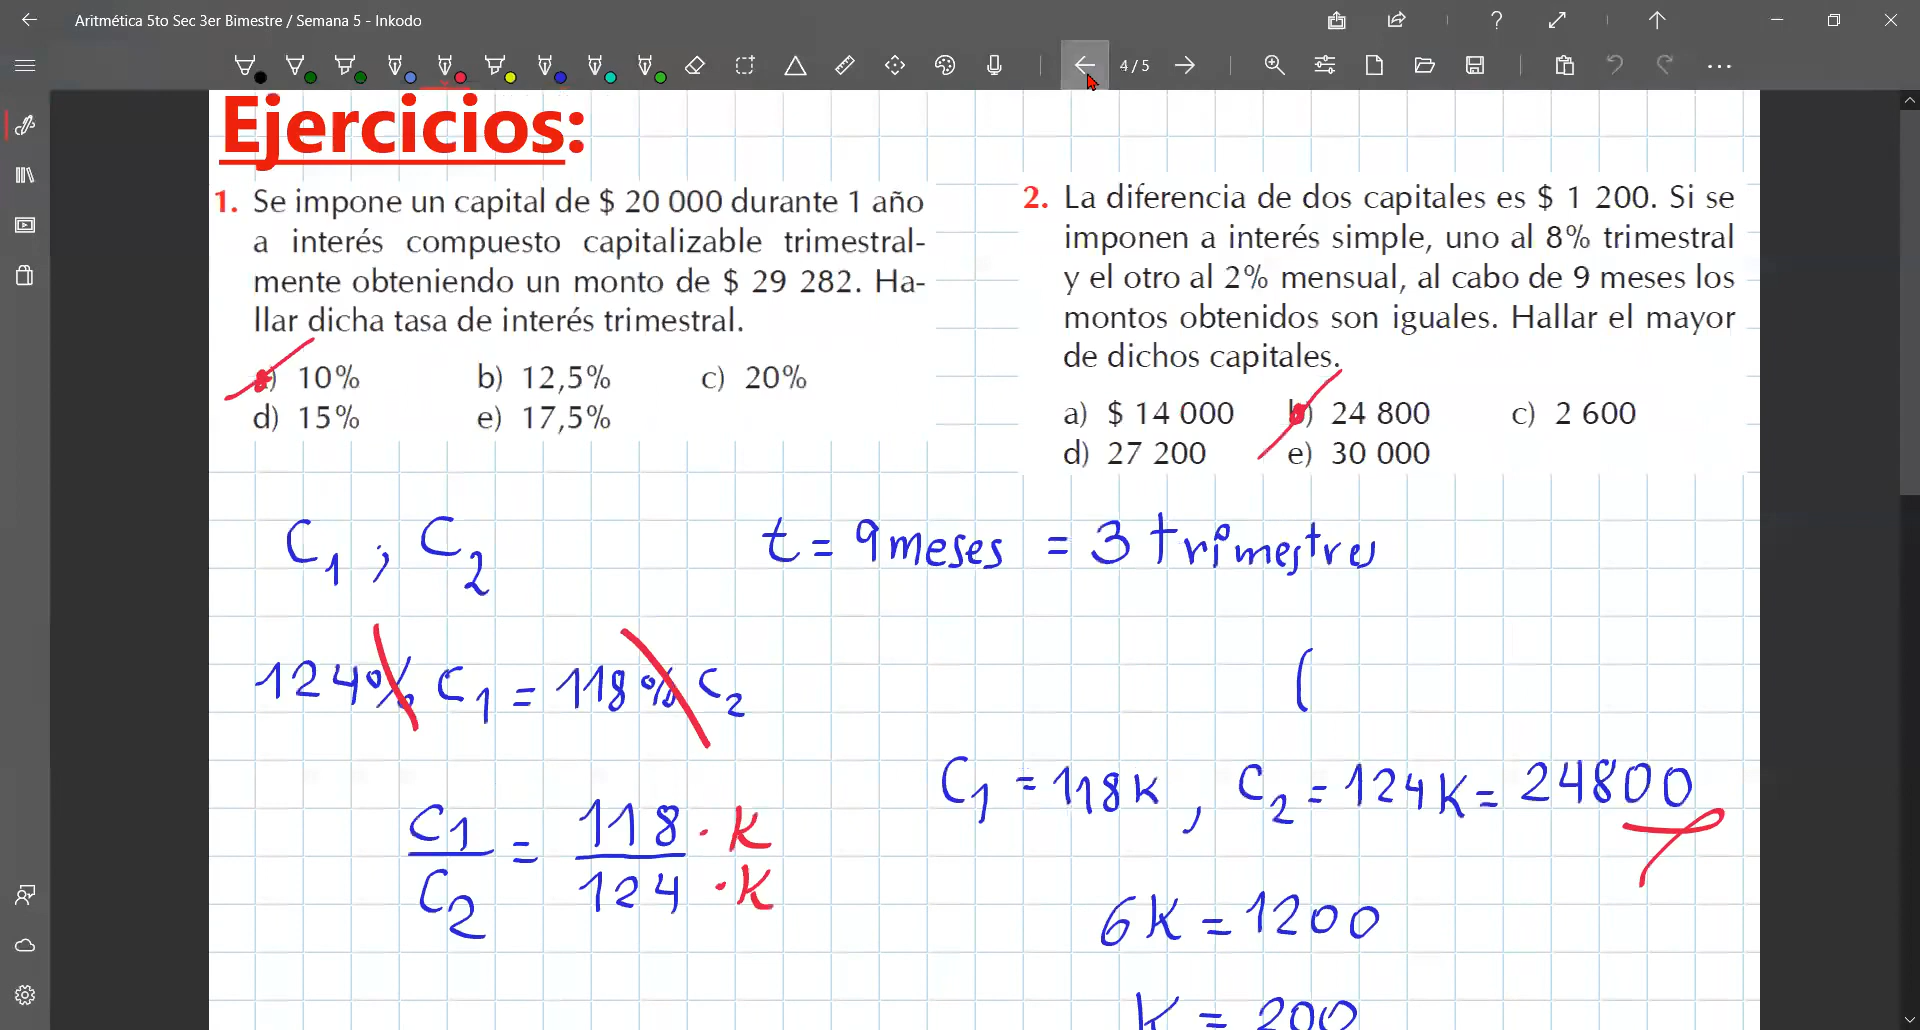 Aritmética 5to Sec 3er Bimestre / Semana 5 - Inkodo
4 / 5
Ejercicios:
1. Se impone un capital de $ 20 000 durante 1 año
a interés compuesto capitalizable trimestral-
mente obteniendo un monto de $ 29 282. Ha-
llar dicha tasa de interés trimestral.
a) 10% b) 12,5% c) 20%
d) 15% e) 17,5%
2. La diferencia de dos capitales es $ 1 200. Si se
imponen a interés simple, uno al 8% trimestral
y el otro al 2% mensual, al cabo de 9 meses los
montos obtenidos son iguales. Hallar el mayor
de dichos capitales.
a) $ 14 000 b) 24 800 c) 2 600
d) 27 200 e) 30 000
C1 ; C2 t = 9 meses = 3 trimestres
124% C1 = 118% C2 (
C1 = 118K , C2 = 124K = 24800
C1/C2 = 118 · K / 124 · K
6K = 1200
K = 200